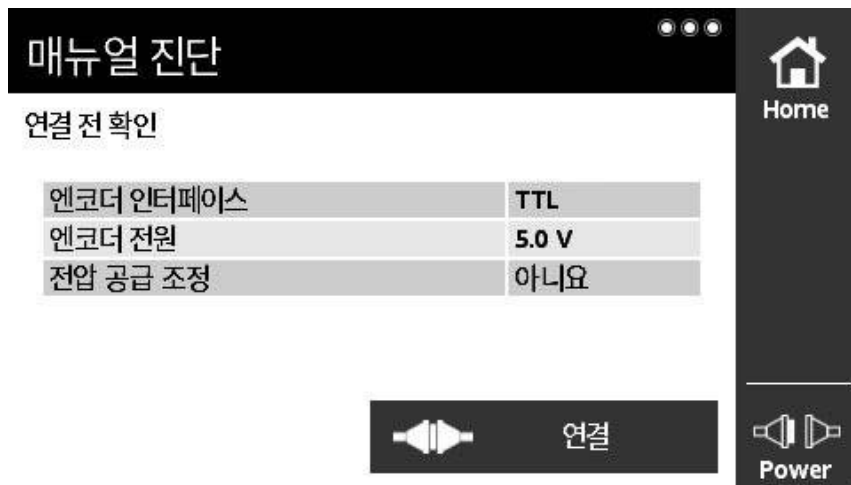 매뉴얼 진단
Home
연결 전 확인
엔코더 인터페이스 TTL
엔코더 전원 5.0 V
전압 공급 조정 아니요
연결
Power